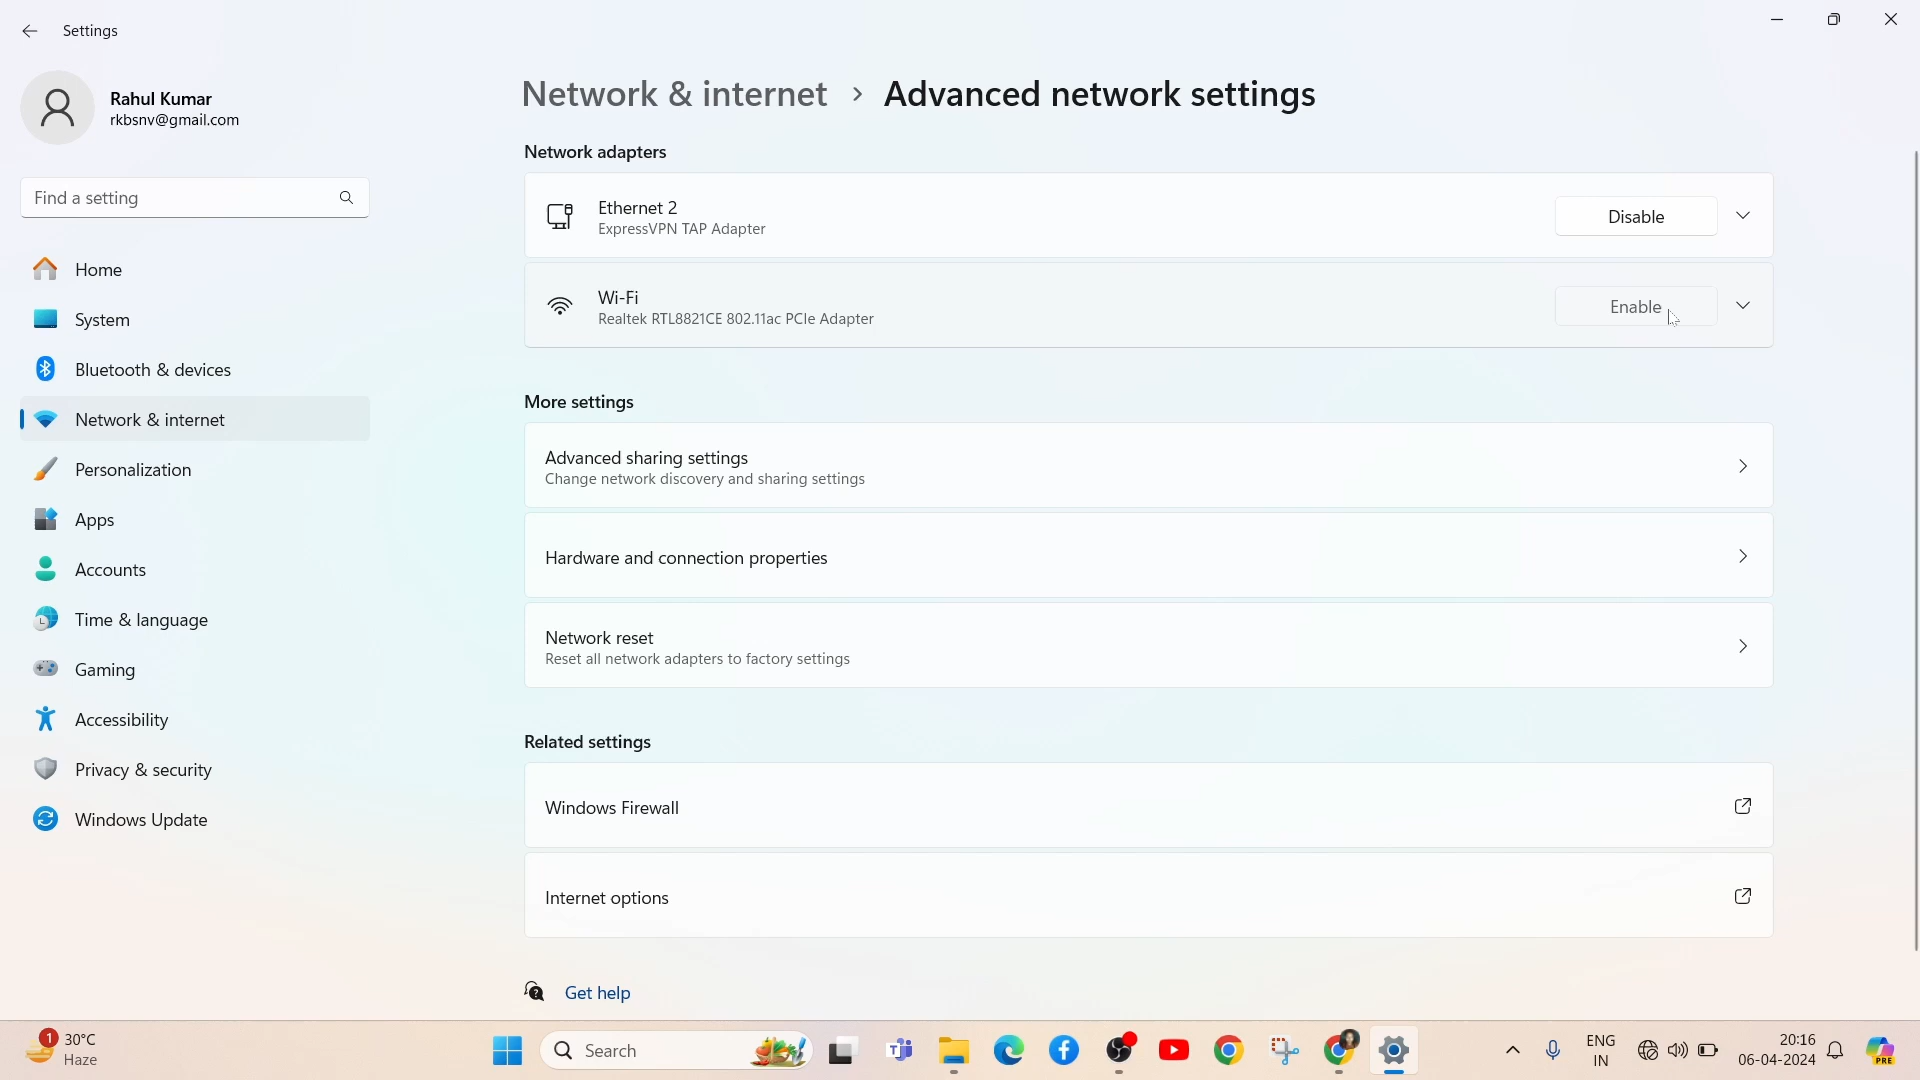 Settings
Rahul Kumar
rkbsnv@gmail.com
Find a setting
Home
System
Bluetooth & devices
Network & internet
Personalization
Apps
Accounts
Time & language
Gaming
Accessibility
Privacy & security
Windows Update
Network & internet > Advanced network settings
Network adapters
Ethernet 2
ExpressVPN TAP Adapter
Disable
Wi-Fi
Realtek RTL8821CE 802.11ac PCIe Adapter
Enable
More settings
Advanced sharing settings
Change network discovery and sharing settings
Hardware and connection properties
Network reset
Reset all network adapters to factory settings
Related settings
Windows Firewall
Internet options
Get help
1
30°C
Haze
Search
ENG
IN
20:16
06-04-2024
PRE